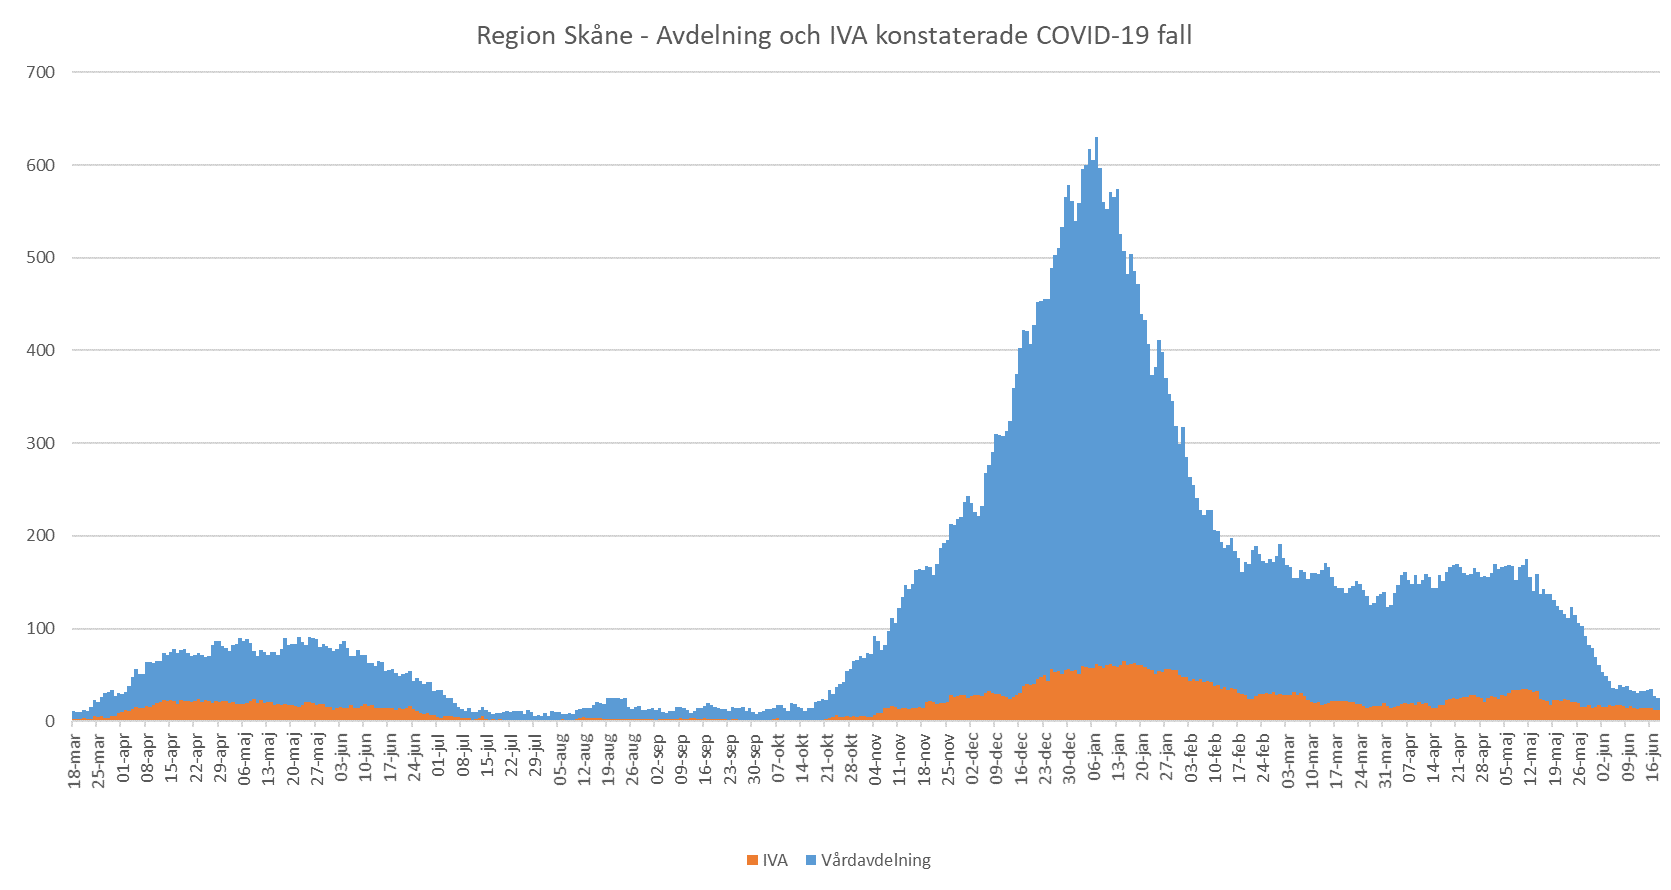 Region Skåne - Avdelning och IVA konstaterade COVID-19 fall
700
600
500
400
300
200
100
0
18-mar
25-mar
01-apr
08-apr
15-apr
22-apr
29-apr
06-maj
13-maj
20-maj
27-maj
03-jun
10-jun
17-jun
24-jun
01-jul
08-jul
15-jul
22-jul
29-jul
05-aug
12-aug
19-aug
26-aug
02-sep
09-sep
16-sep
23-sep
30-sep
07-okt
14-okt
21-okt
28-okt
04-nov
11-nov
18-nov
25-nov
02-dec
09-dec
16-dec
23-dec
30-dec
06-jan
13-jan
20-jan
27-jan
03-feb
10-feb
17-feb
24-feb
03-mar
10-mar
17-mar
24-mar
31-mar
07-apr
14-apr
21-apr
28-apr
05-maj
12-maj
19-maj
26-maj
02-jun
09-jun
16-jun
IVA
Vårdavdelning